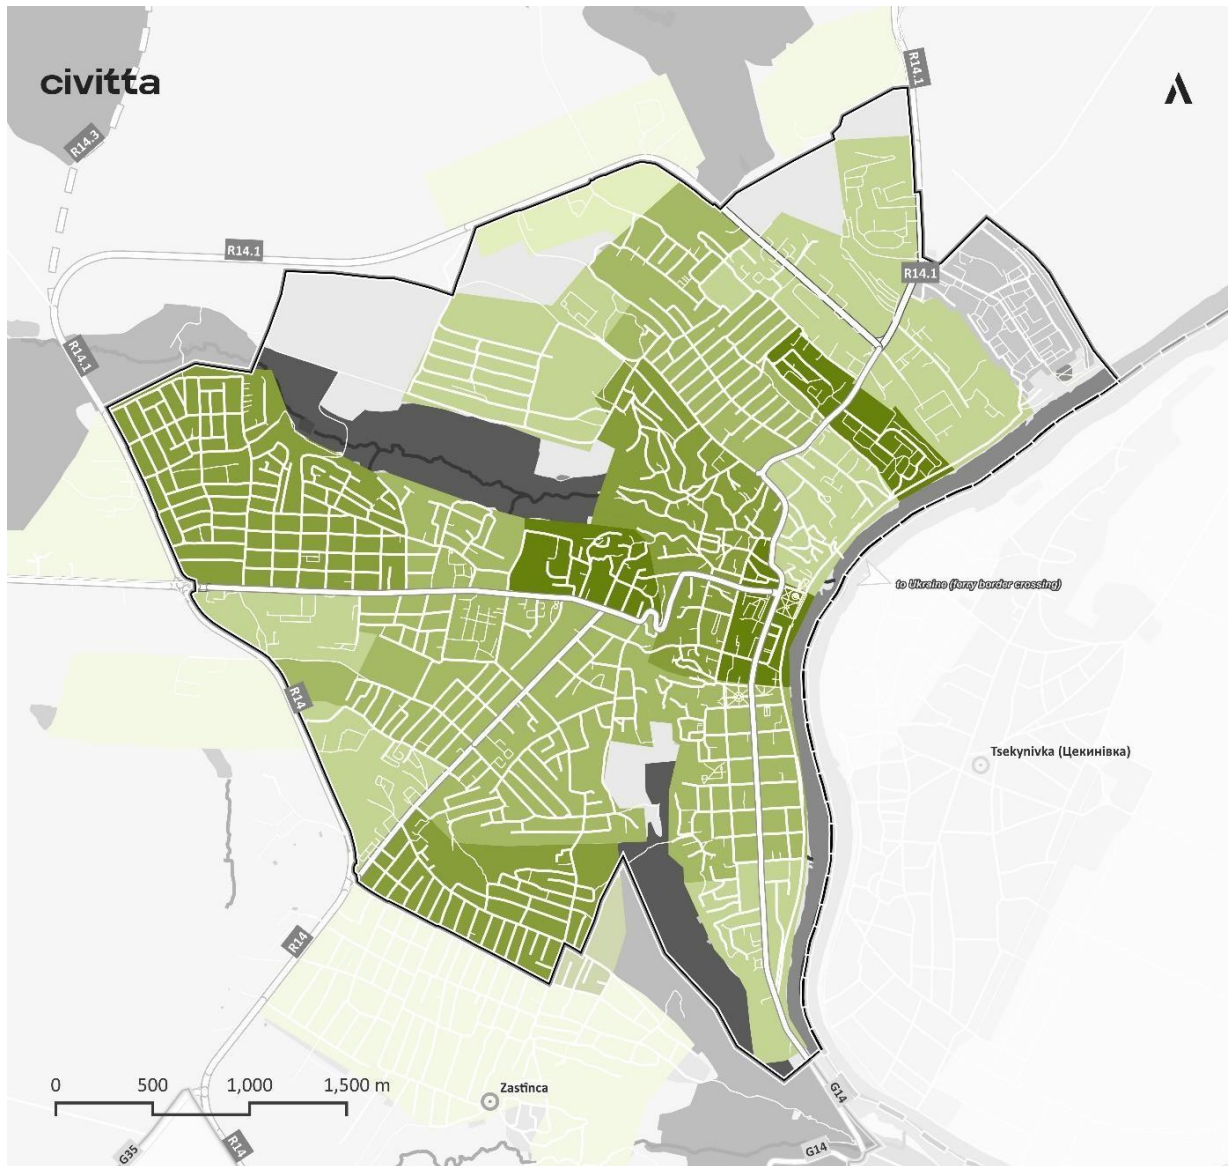 civitta
R14.1
R14.3
R14.1
R14.1
R14.1
to Ukraine (ferry border crossing)
R14
Tsekynivka (Цекинівка)
R14
0 500 1,000 1,500 m
Zastînca
G14
G35
R14
G14